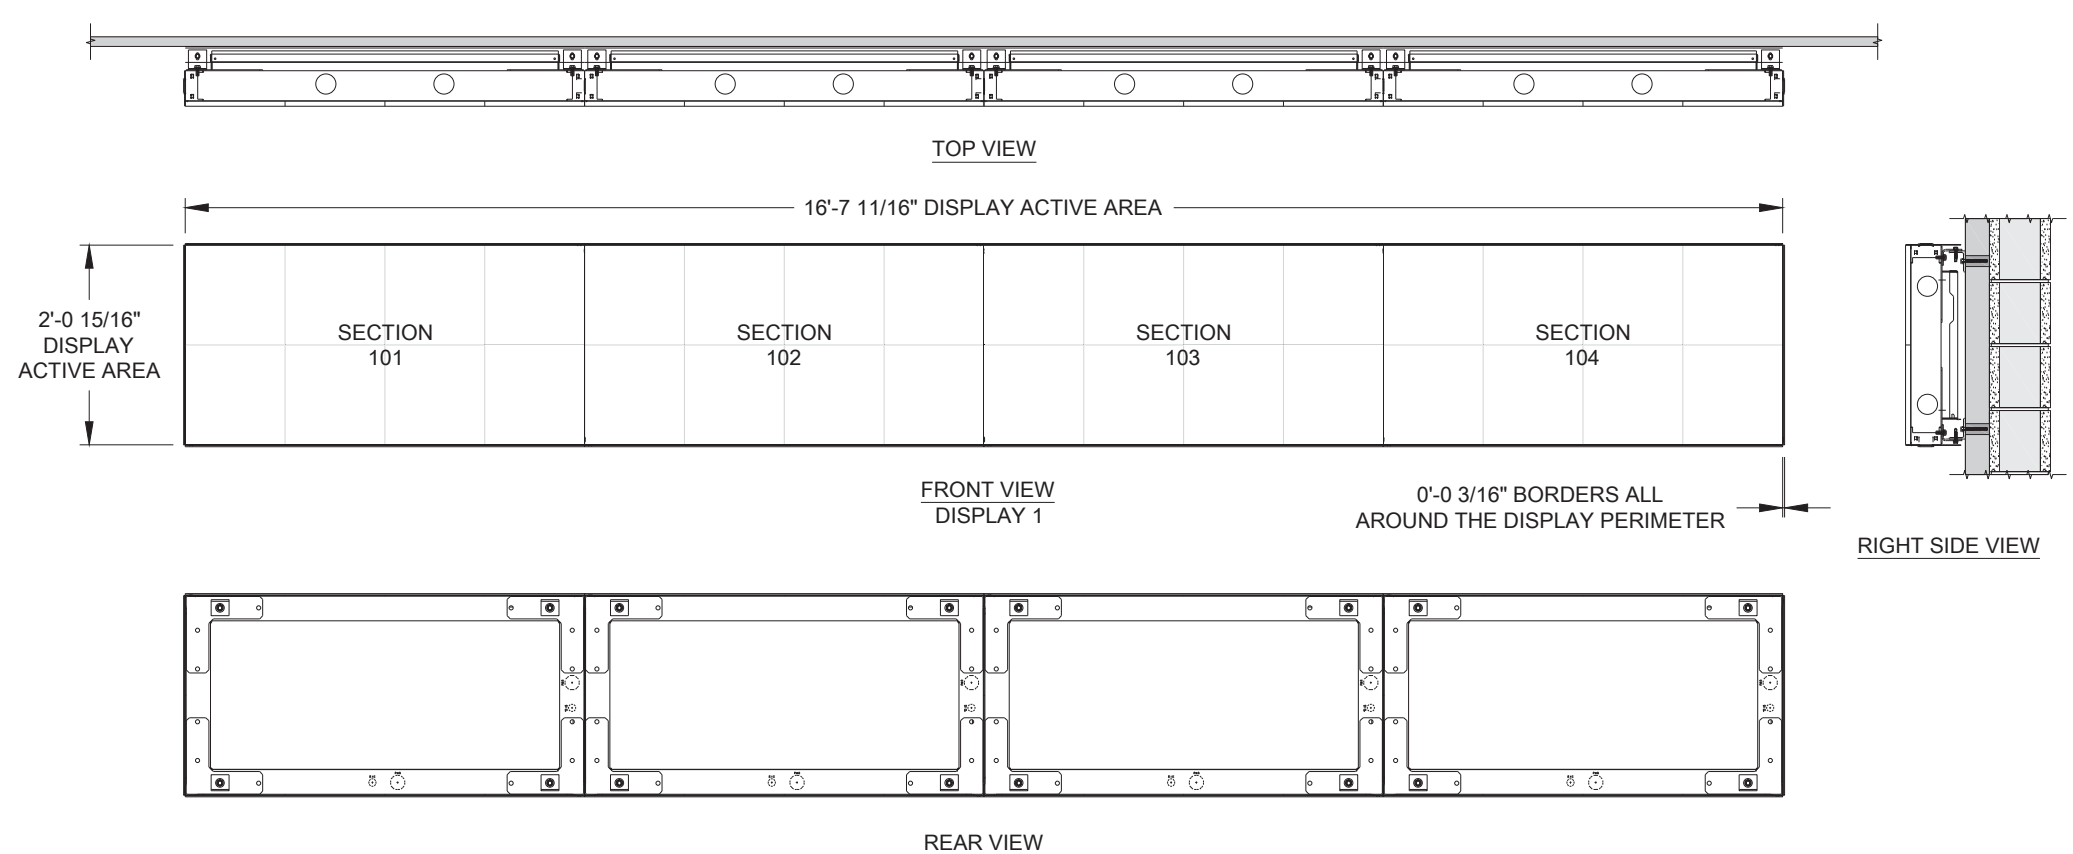 TOP VIEW
16'-7 11/16" DISPLAY ACTIVE AREA
2'-0 15/16"
DISPLAY
ACTIVE AREA
SECTION
101
SECTION
102
SECTION
103
SECTION
104
FRONT VIEW
DISPLAY 1
0'-0 3/16" BORDERS ALL
AROUND THE DISPLAY PERIMETER
RIGHT SIDE VIEW
REAR VIEW